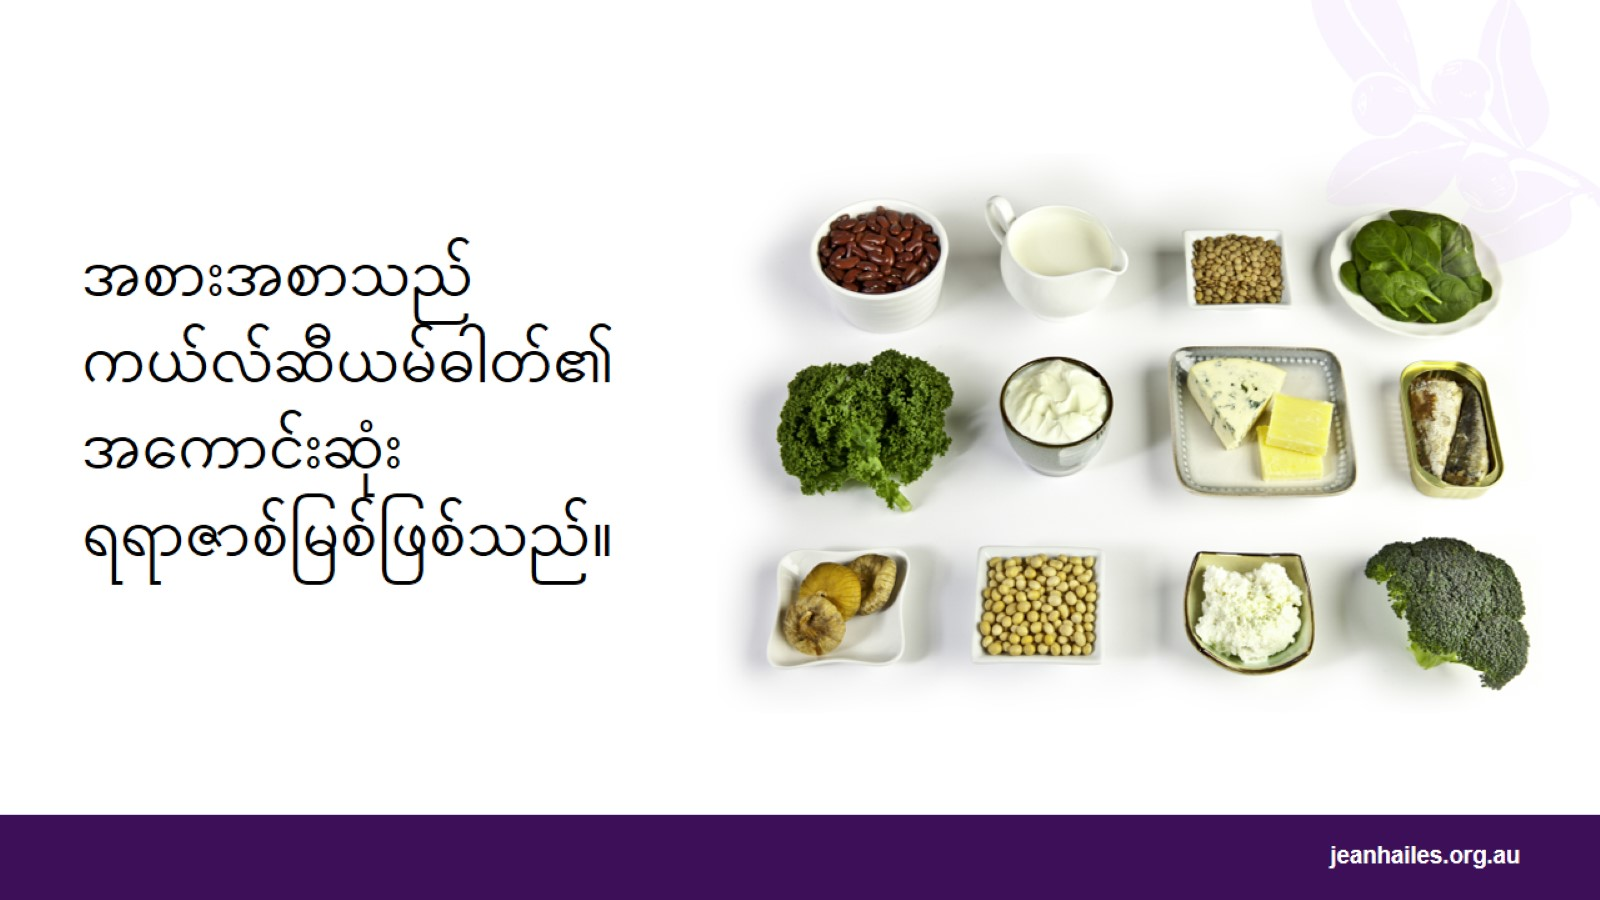 အစားအစာသည်
ကယ်လ်ဆီယမ်ဓါတ်၏
အကောင်းဆုံး
ရရာဇာစ်မြစ်ဖြစ်သည်။
jeanhailes.org.au